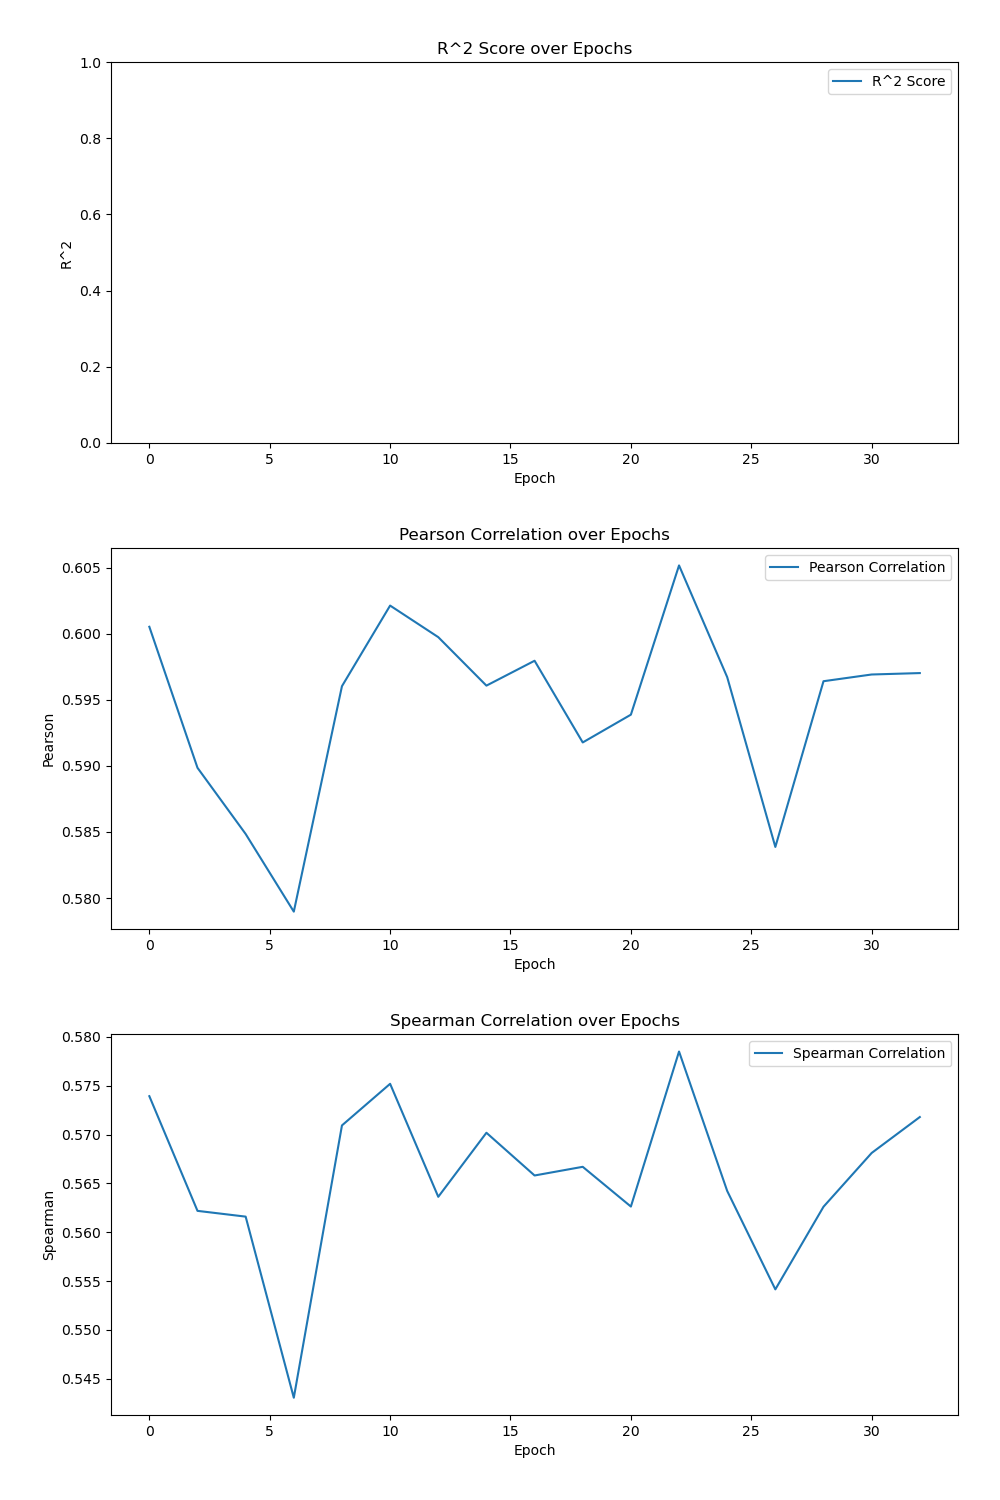 R^2 Score over Epochs
1.0
R^2 Score
0.8
0.6
R^2
0.4
0.2
0.0
0 5 10 15 20 25 30
Epoch
Pearson Correlation over Epochs
Pearson Correlation
0.605
0.600
0.595
Pearson
0.590
0.585
0.580
0 5 10 15 20 25 30
Epoch
Spearman Correlation over Epochs
0.580
Spearman Correlation
0.575
0.570
0.565
Spearman
0.560
0.555
0.550
0.545
0 5 10 15 20 25 30
Epoch